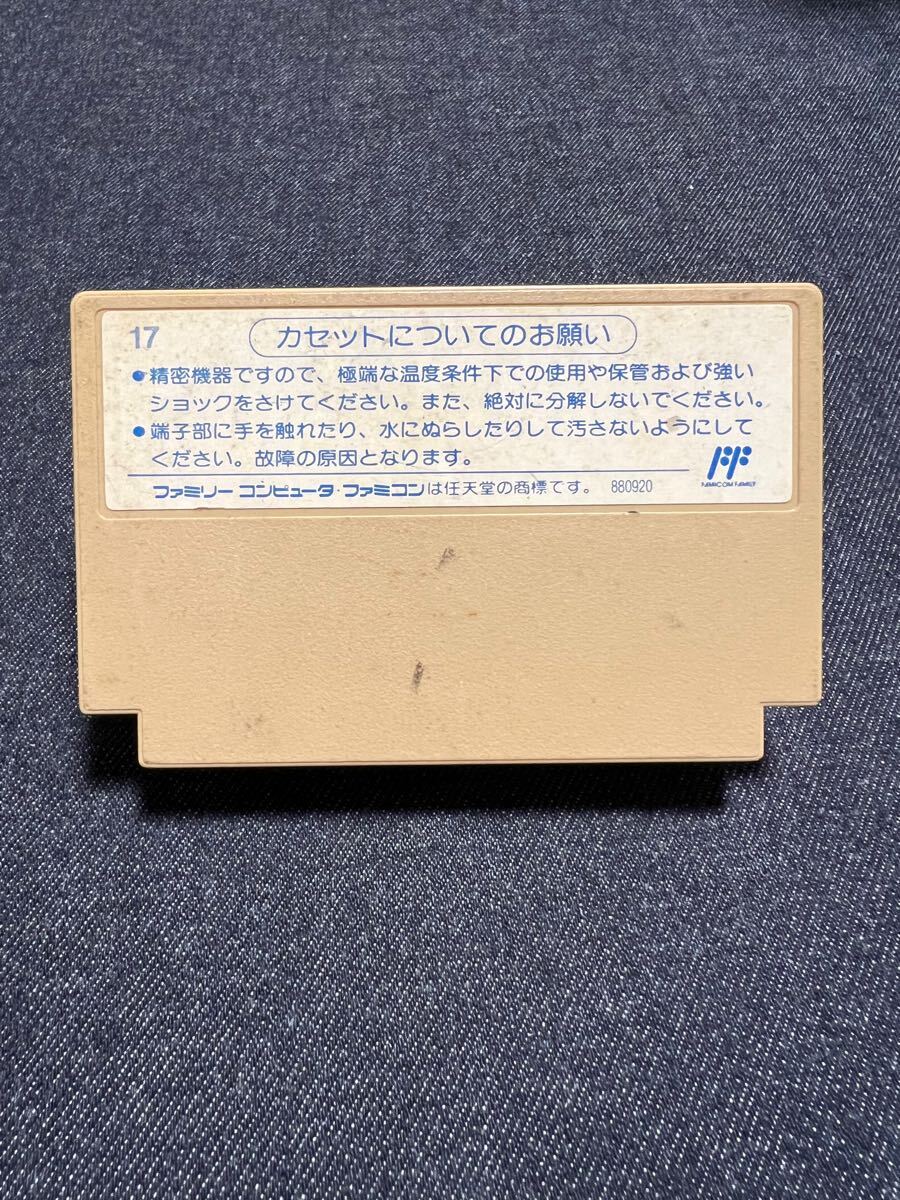 17
カセットについてのお願い
●精密機器ですので、極端な温度条件下での使用や保管および強い
ショックをさけてください。また、絶対に分解しないでください。
●端子部に手を触れたり、水にぬらしたりして汚さないようにして
ください。故障の原因となります。
FF
FAMICOM FAMILY
ファミリー コンピュータ・ファミコンは任天堂の商標です。 880920